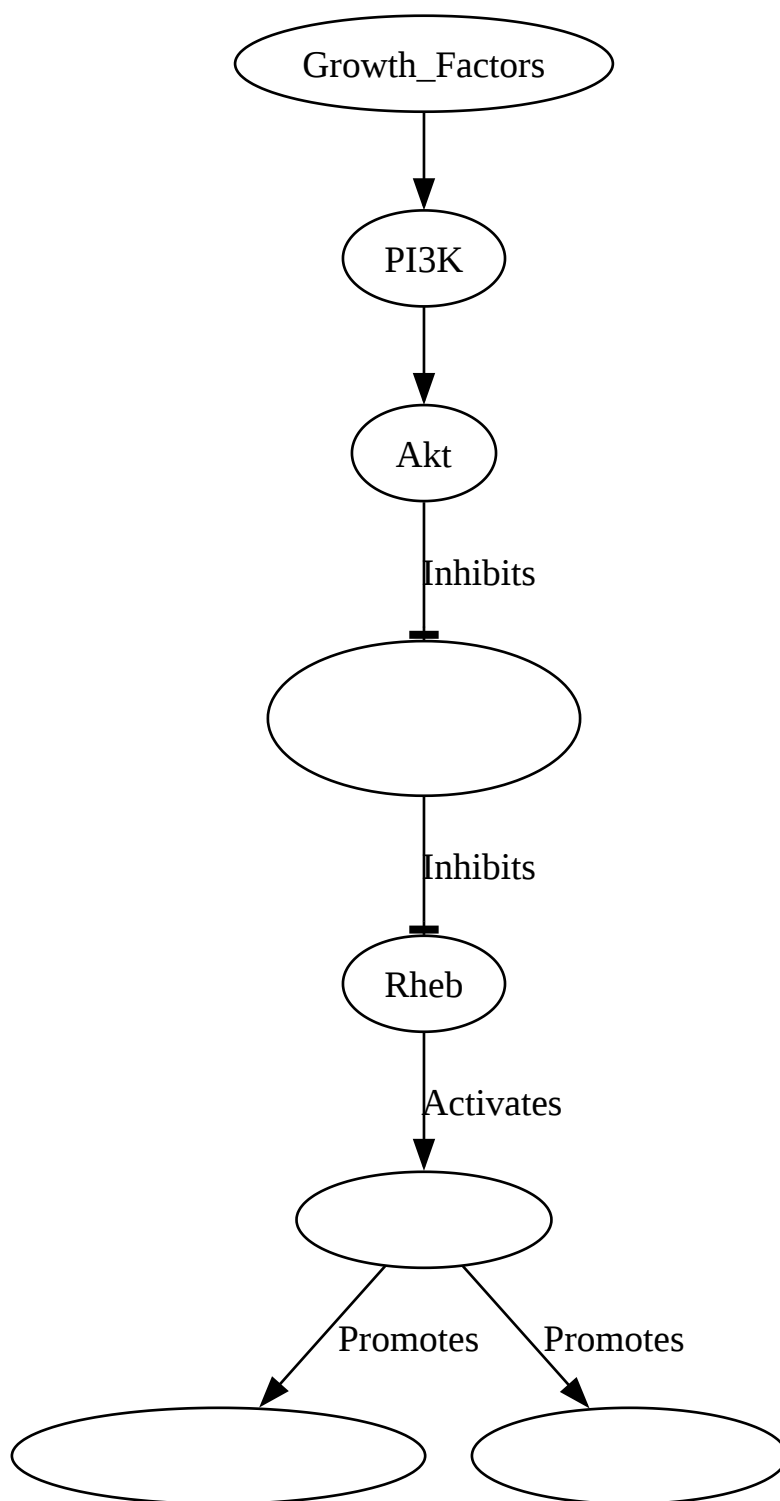 Growth_Factors
PI3K
Akt
Inhibits
Inhibits
Rheb
Activates
Promotes
Promotes